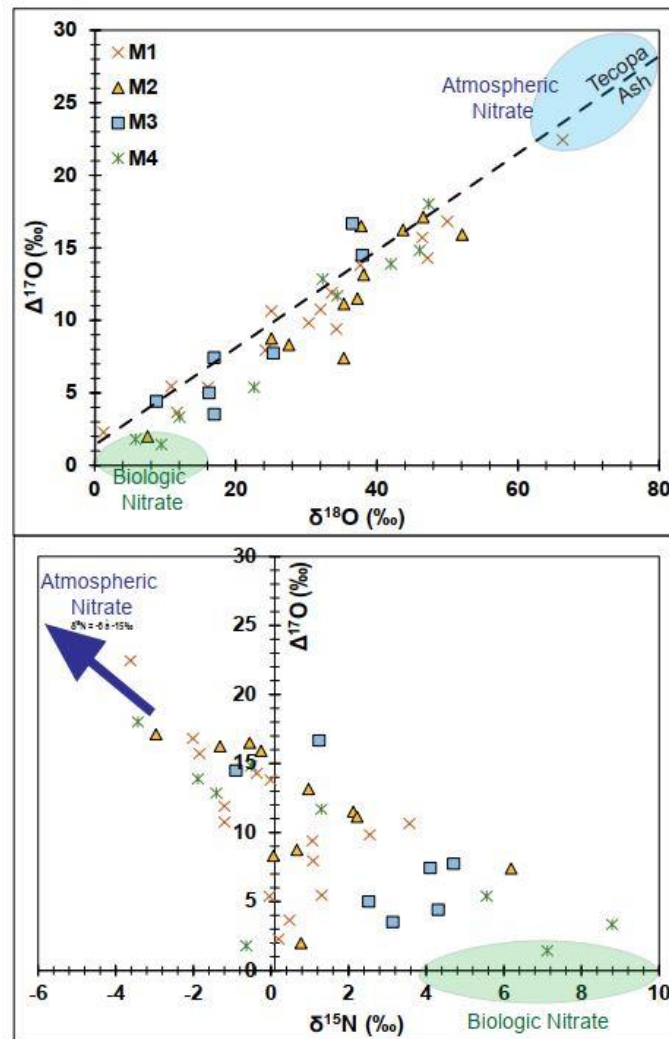 30
25
20
15
10
5
0
Δ17O (‰)
M1
M2
M3
M4
Atmospheric
Nitrate
Tecopa
Ash
Biologic
Nitrate
0
20
40
60
80
δ18O (‰)
30
25
20
15
10
5
0
Δ17O (‰)
Atmospheric
Nitrate
-6
-4
-2
0
2
4
6
8
10
δ15N (‰)
Biologic Nitrate